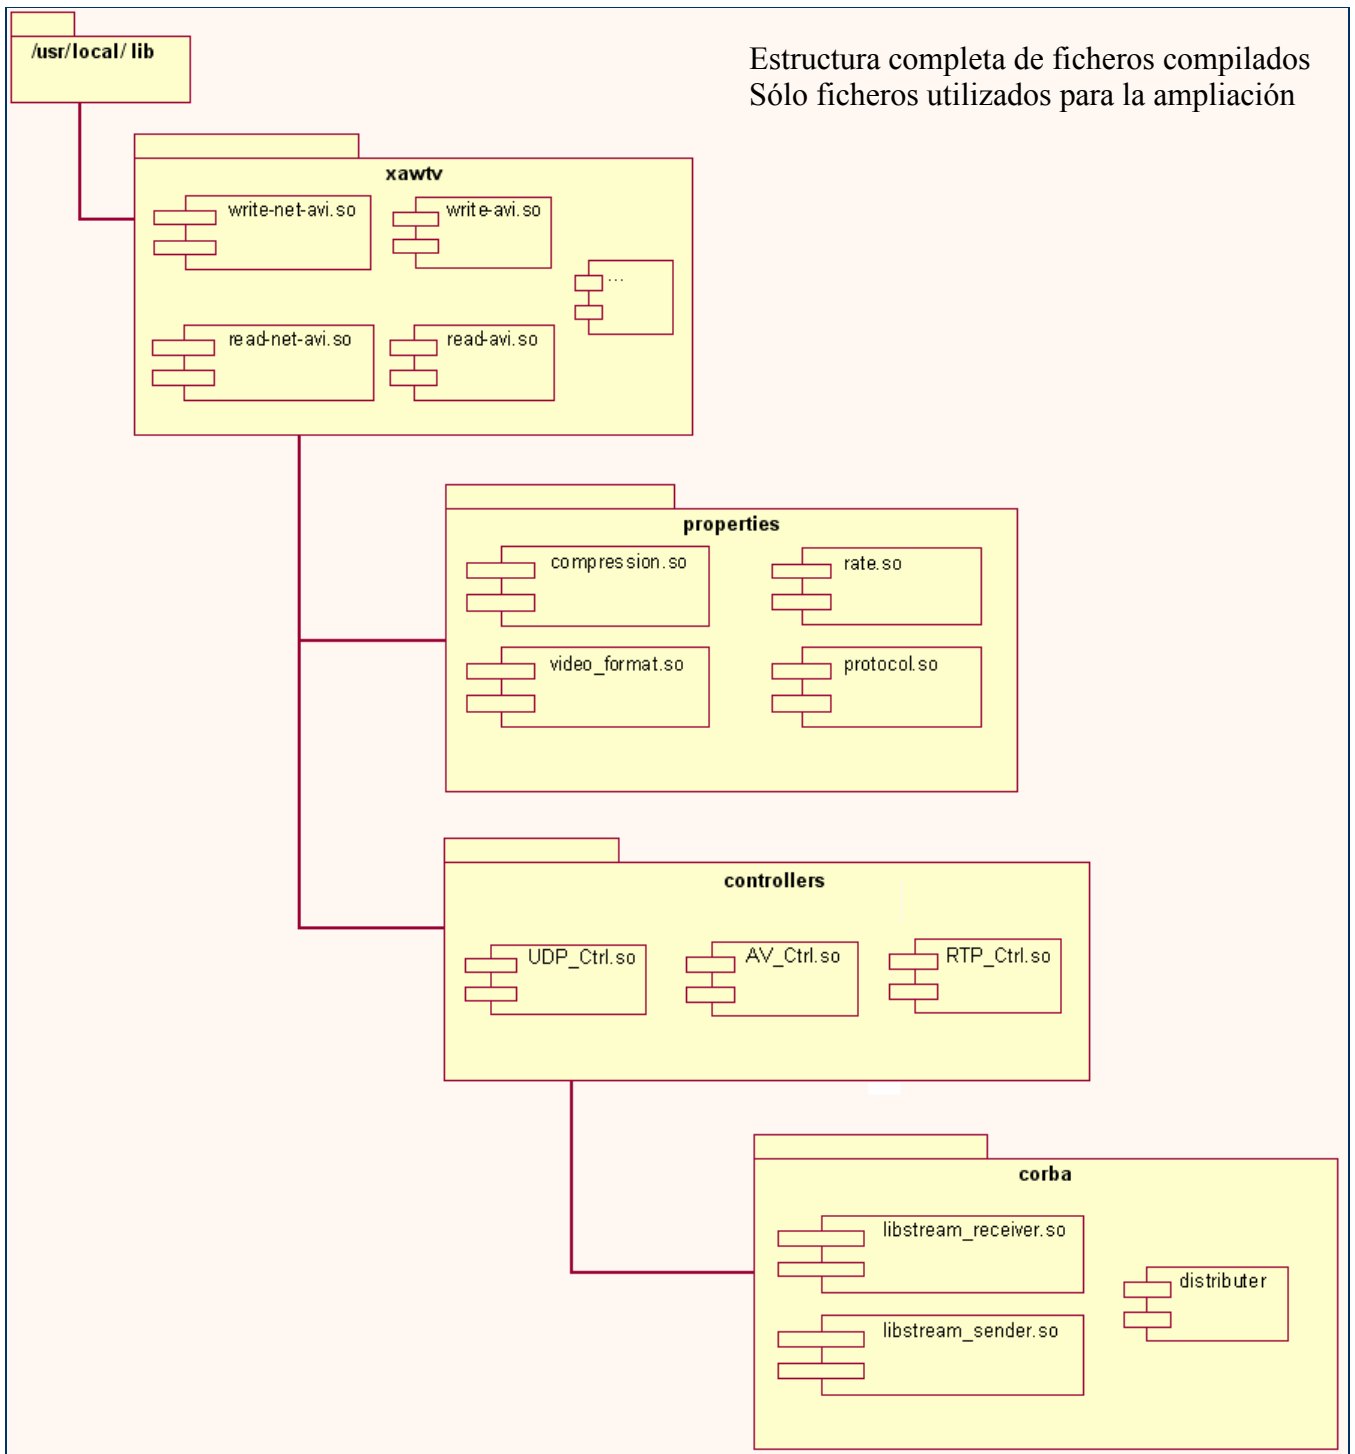 /usr/local/ lib
Estructura completa de ficheros compilados
Sólo ficheros utilizados para la ampliación
xawtv
write-net-avi.so
write-avi.so
...
read-net-avi.so
read-avi.so
properties
compression.so
rate.so
video_format.so
protocol.so
controllers
UDP_Ctrl.so
AV_Ctrl.so
RTP_Ctrl.so
corba
libstream_receiver.so
distributer
libstream_sender.so